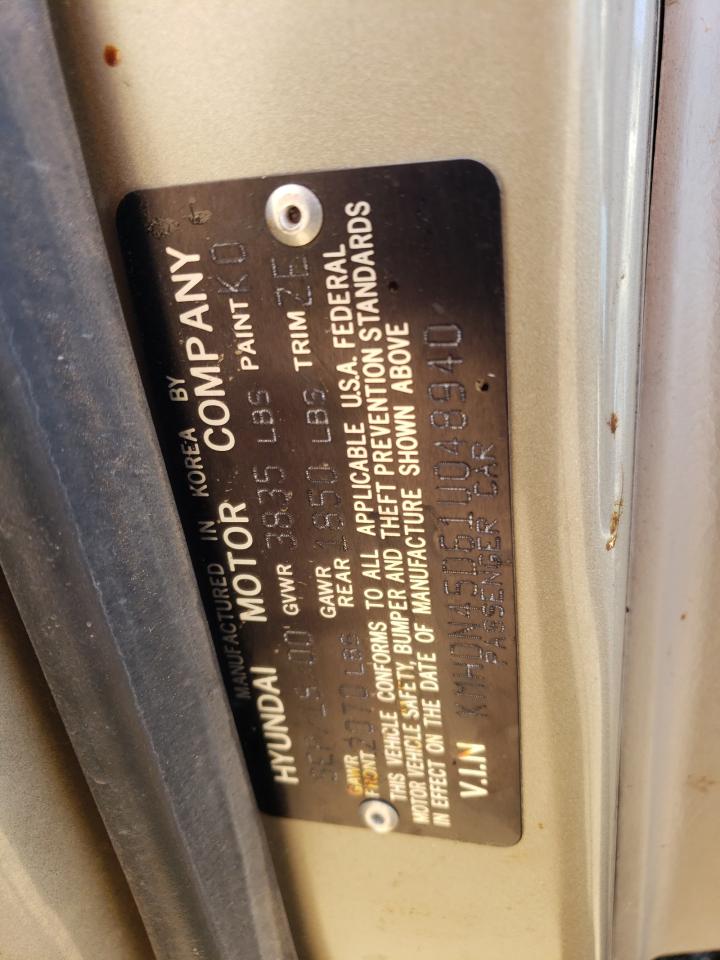 MANUFACTURED IN KOREA BY
HYUNDAI MOTOR COMPANY
SEP/19 00 GVWR 3835 LBS PAINT KO
GAWR FRONT 2070 LBS GAWR REAR 1850 LBS TRIM ZE
THIS VEHICLE CONFORMS TO ALL APPLICABLE U.S.A. FEDERAL
MOTOR VEHICLE SAFETY, BUMPER AND THEFT PREVENTION STANDARDS
IN EFFECT ON THE DATE OF MANUFACTURE SHOWN ABOVE
V.I.N KMHDN45D61U048940
PASSENGER CAR